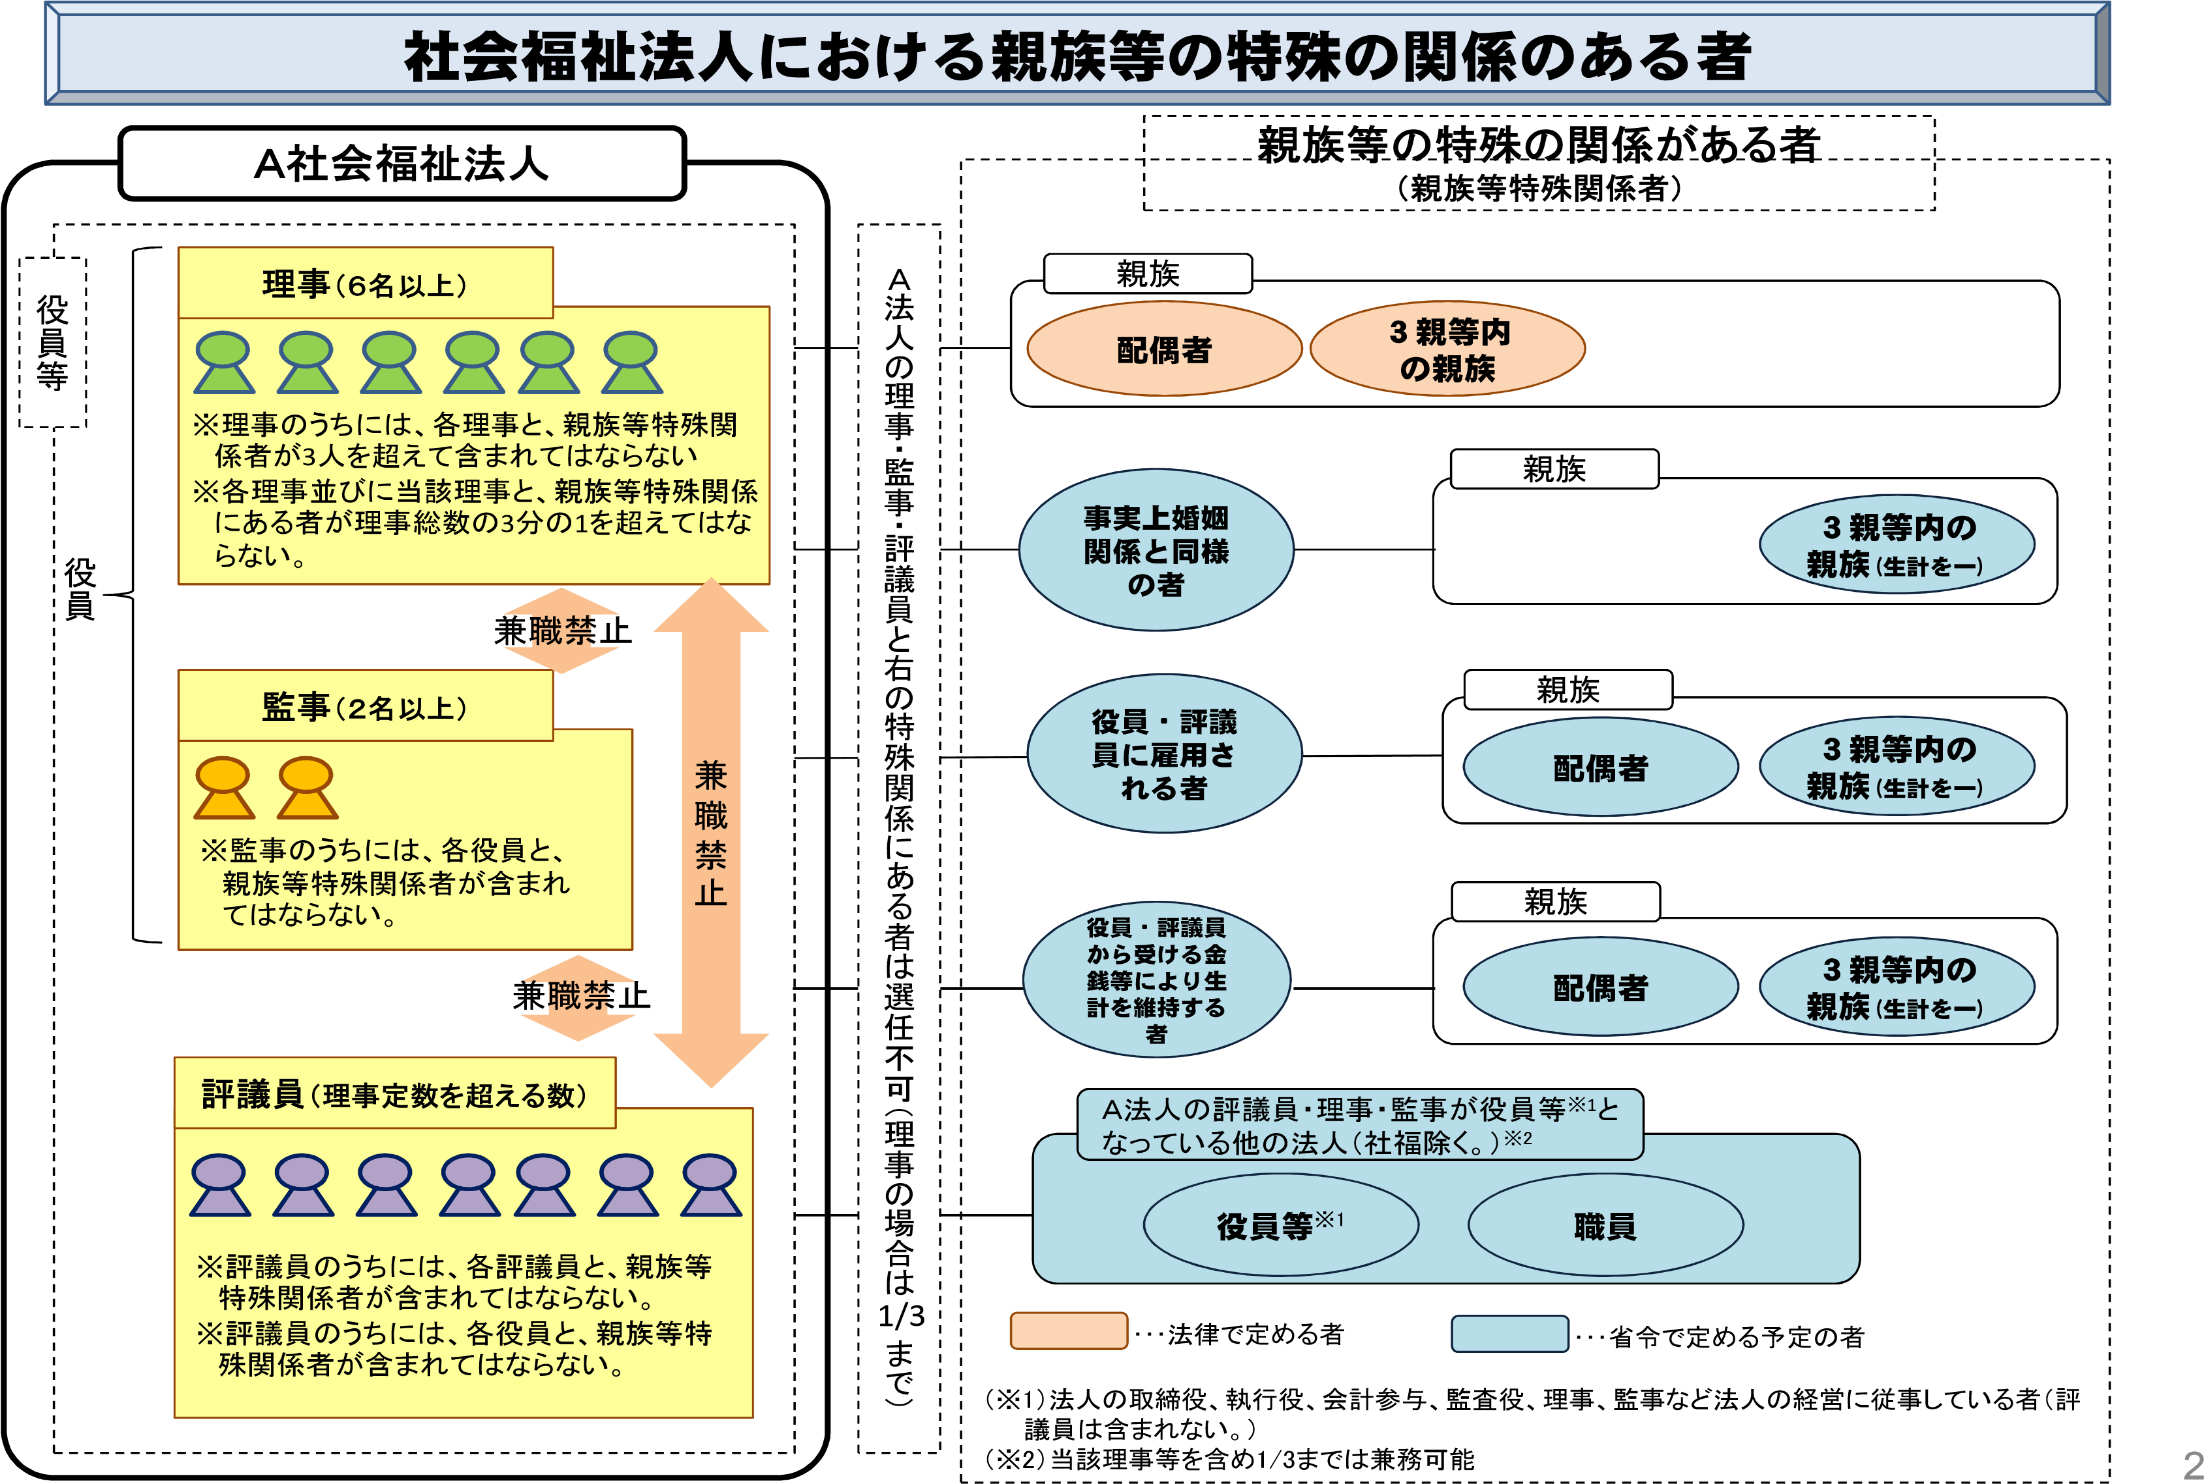 社会福祉法人における親族等の特殊の関係のある者
Ａ社会福祉法人
役員等
役員
理事（6名以上）
※理事のうちには、各理事と、親族等特殊関
係者が3人を超えて含まれてはならない
※各理事並びに当該理事と、親族等特殊関係
にある者が理事総数の3分の1を超えてはな
らない。
兼職禁止
兼職禁止
監事（2名以上）
※監事のうちには、各役員と、
親族等特殊関係者が含まれ
てはならない。
兼職禁止
評議員（理事定数を超える数）
※評議員のうちには、各評議員と、親族等
特殊関係者が含まれてはならない。
※評議員のうちには、各役員と、親族等特
殊関係者が含まれてはならない。
Ａ法人の理事・監事・評議員と右の特殊関係にある者は選任不可（理事の場合は1/3まで）
親族等の特殊の関係がある者
（親族等特殊関係者）
親族
配偶者
3 親等内
の親族
事実上婚姻
関係と同様
の者
親族
3 親等内の
親族（生計を一）
役員・評議
員に雇用さ
れる者
親族
配偶者
3 親等内の
親族（生計を一）
役員・評議員
から受ける金
銭等により生
計を維持する
者
親族
配偶者
3 親等内の
親族（生計を一）
Ａ法人の評議員・理事・監事が役員等※1と
なっている他の法人（社福除く。）※2
役員等※1
職員
･･･法律で定める者
･･･省令で定める予定の者
（※1）法人の取締役、執行役、会計参与、監査役、理事、監事など法人の経営に従事している者（評
議員は含まれない。）
（※2）当該理事等を含め1/3までは兼務可能
2